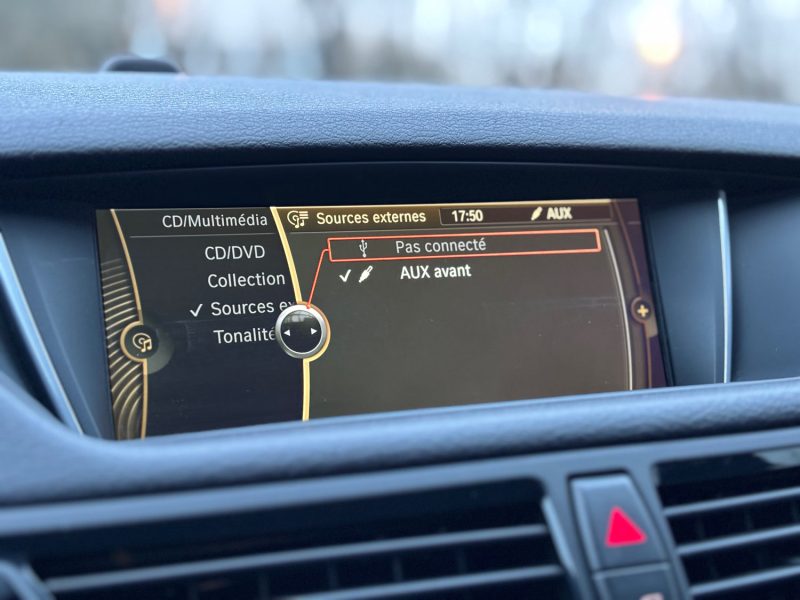 CD/Multimédia
CD/DVD
Collection
Sources ex
Tonalité
Sources externes 17:50 AUX
Pas connecté
AUX avant